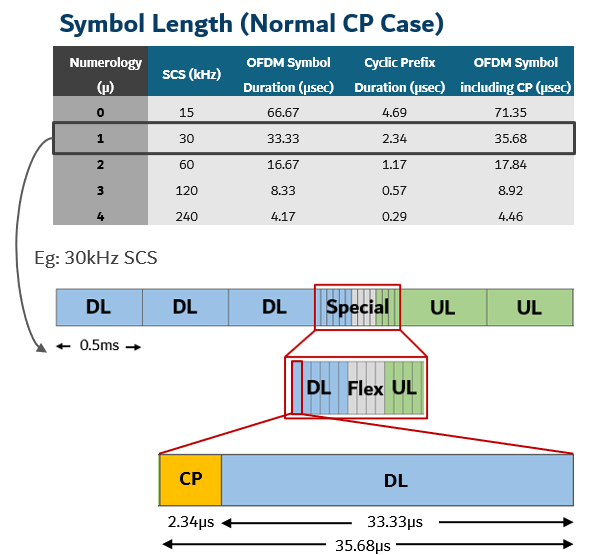 Symbol Length (Normal CP Case)
Numerology (μ) SCS (kHz) OFDM Symbol Duration (μsec) Cyclic Prefix Duration (μsec) OFDM Symbol including CP (μsec)
0 15 66.67 4.69 71.35
1 30 33.33 2.34 35.68
2 60 16.67 1.17 17.84
3 120 8.33 0.57 8.92
4 240 4.17 0.29 4.46
Eg: 30kHz SCS
DL DL DL Special UL UL
0.5ms
DL Flex UL
CP DL
2.34μs 33.33μs
35.68μs